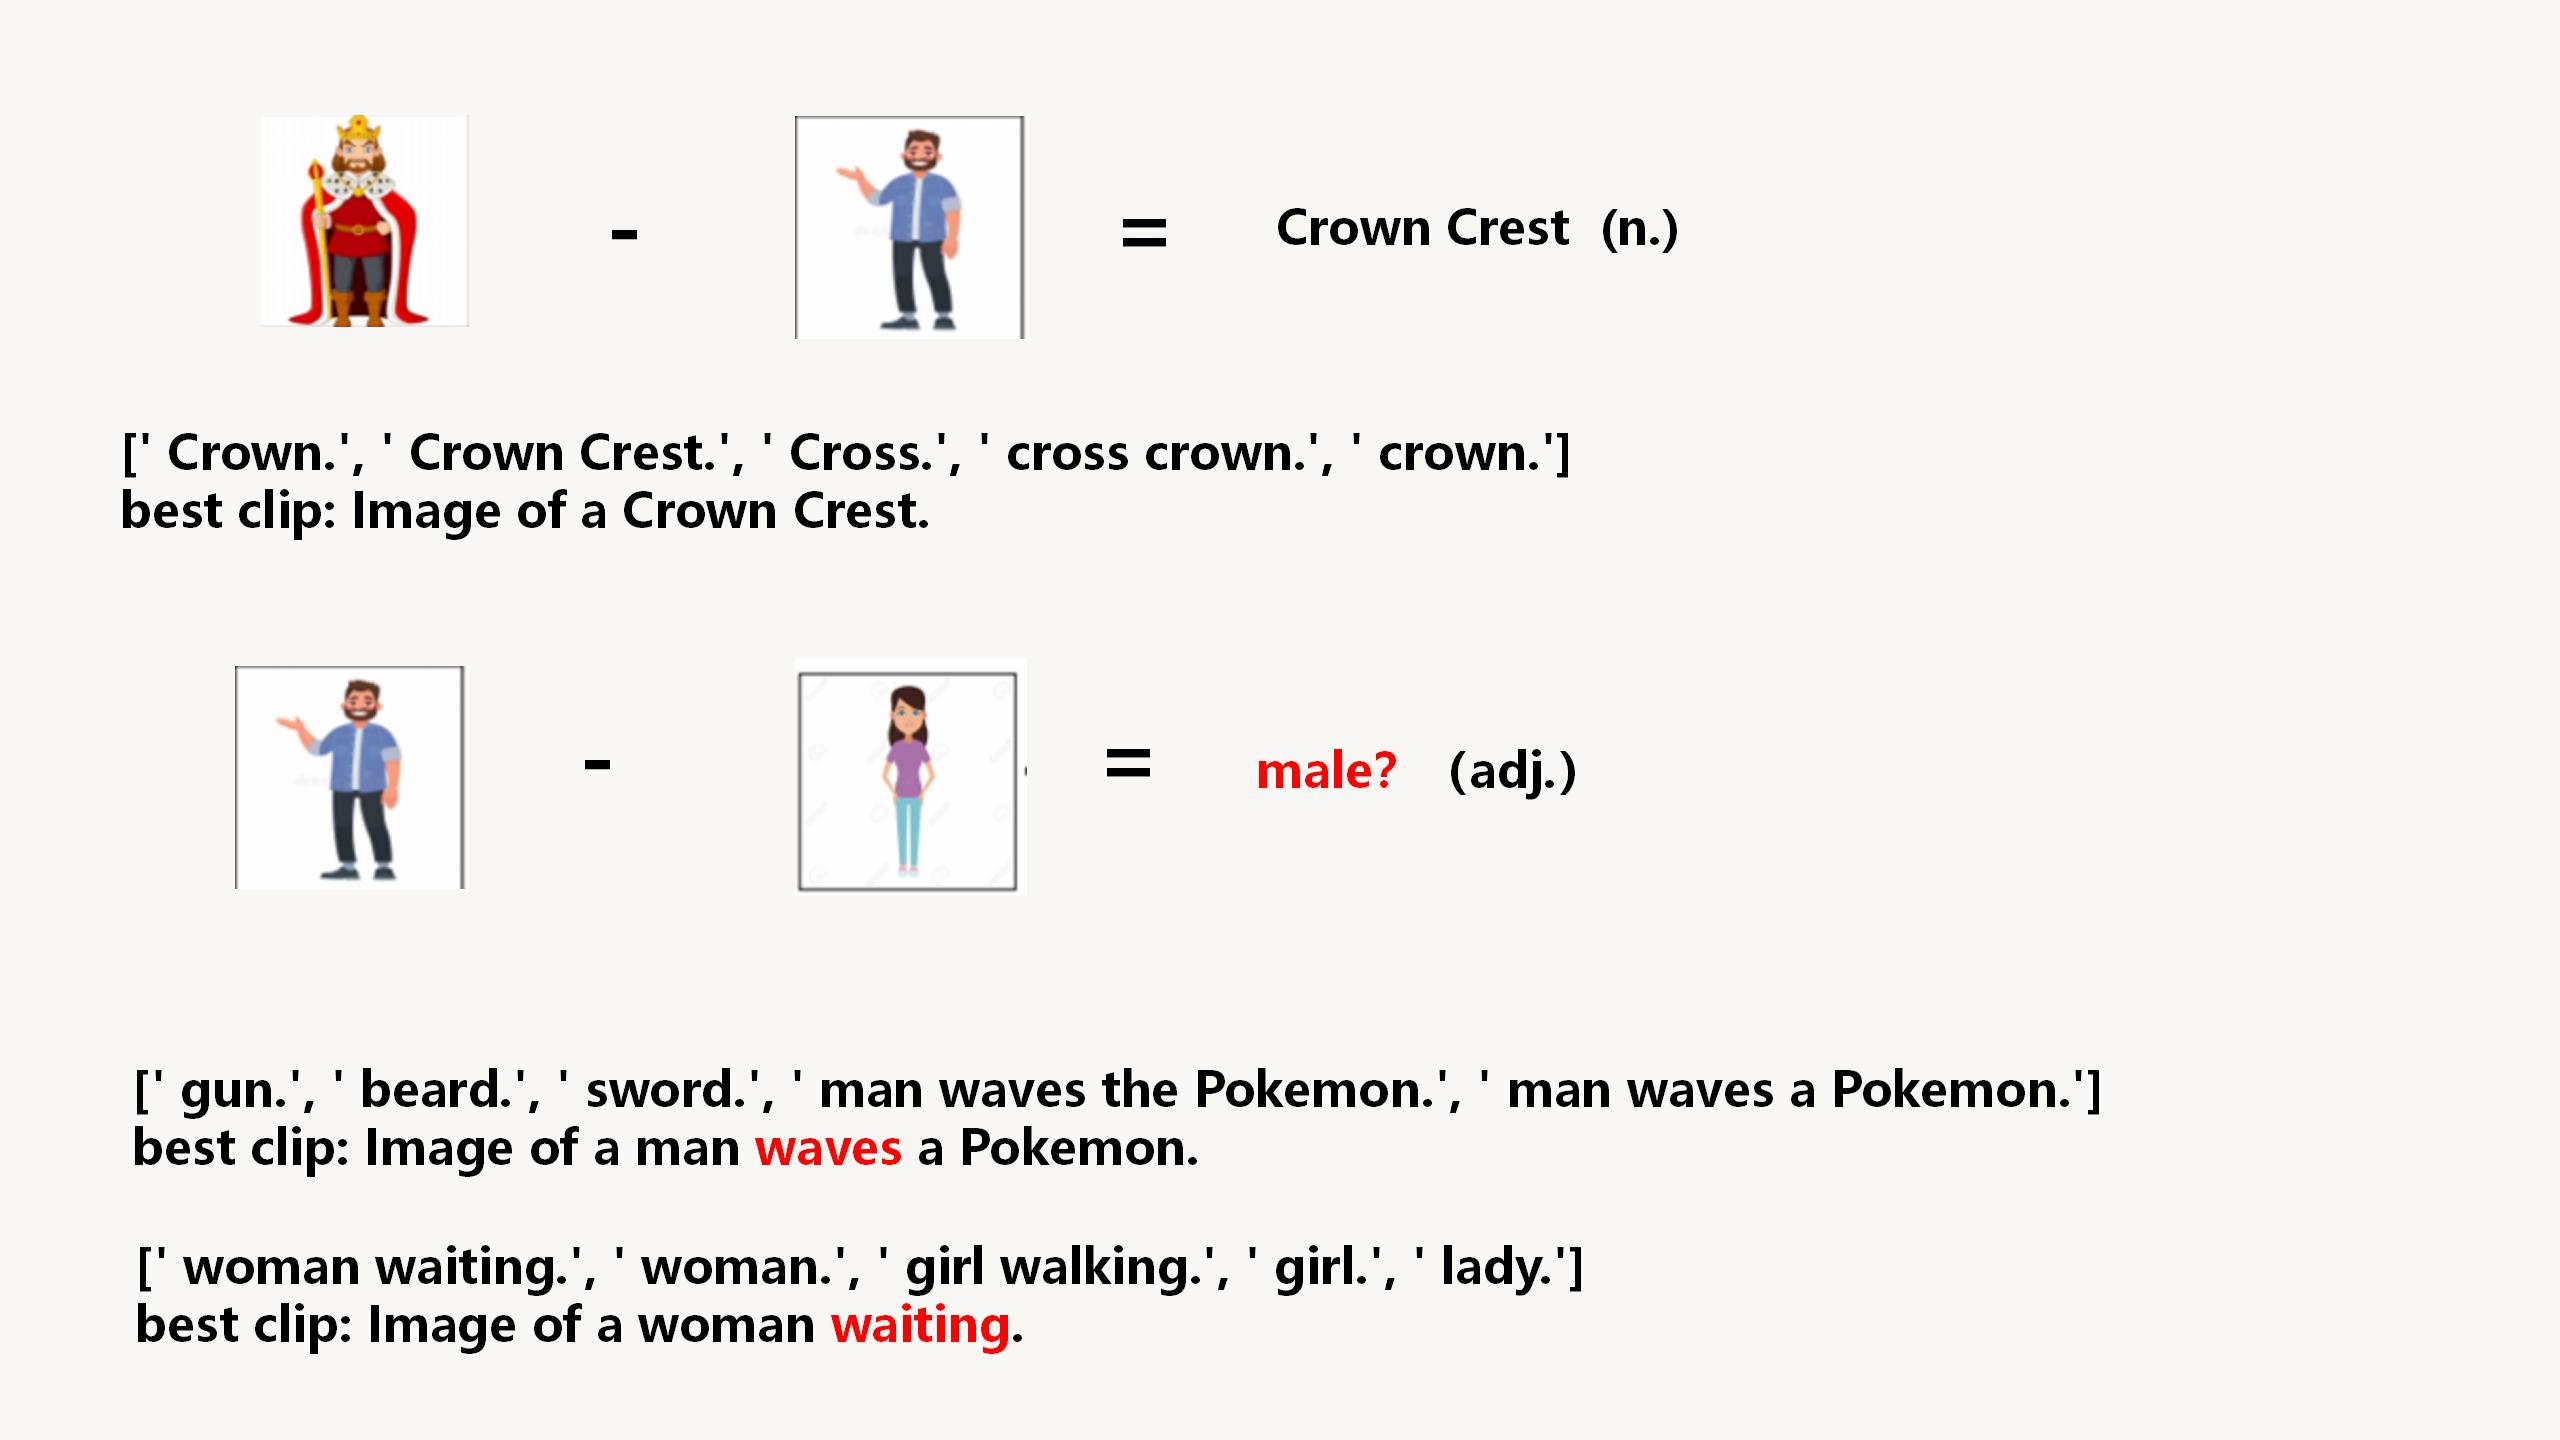 - = Crown Crest (n.)
[' Crown.', ' Crown Crest.', ' Cross.', ' cross crown.', ' crown.']
best clip: Image of a Crown Crest.
- = male? (adj.)
[' gun.', ' beard.', ' sword.', ' man waves the Pokemon.', ' man waves a Pokemon.']
best clip: Image of a man waves a Pokemon.
[' woman waiting.', ' woman.', ' girl walking.', ' girl.', ' lady.']
best clip: Image of a woman waiting.